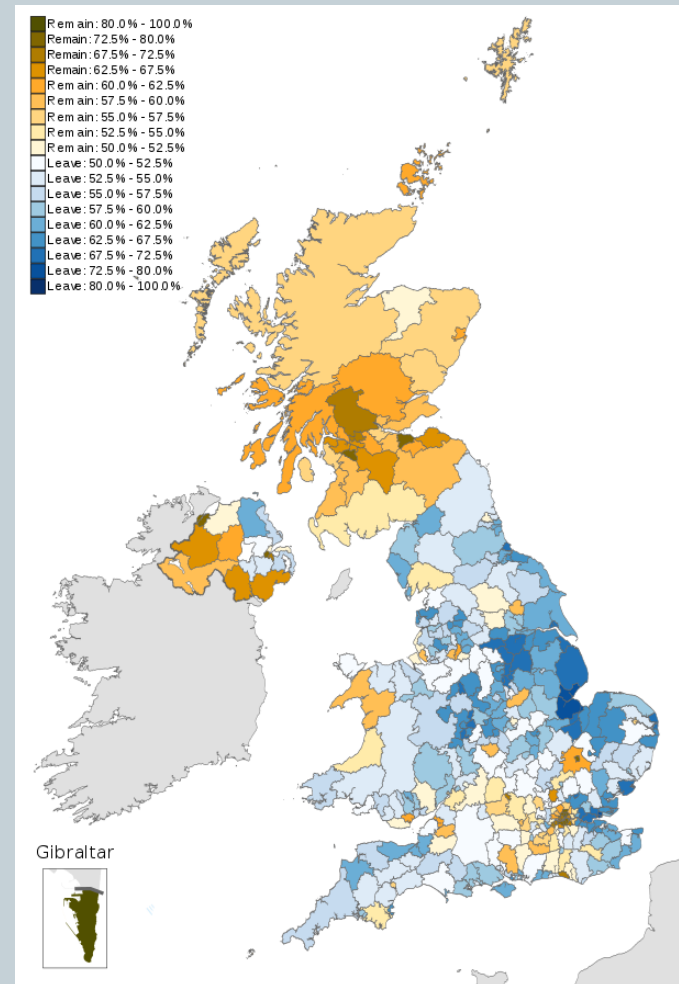 Remain: 80.0% - 100.0%
Remain: 72.5% - 80.0%
Remain: 67.5% - 72.5%
Remain: 62.5% - 67.5%
Remain: 60.0% - 62.5%
Remain: 57.5% - 60.0%
Remain: 55.0% - 57.5%
Remain: 52.5% - 55.0%
Remain: 50.0% - 52.5%
Leave: 50.0% - 52.5%
Leave: 52.5% - 55.0%
Leave: 55.0% - 57.5%
Leave: 57.5% - 60.0%
Leave: 60.0% - 62.5%
Leave: 62.5% - 67.5%
Leave: 67.5% - 72.5%
Leave: 72.5% - 80.0%
Leave: 80.0% - 100.0%
Gibraltar